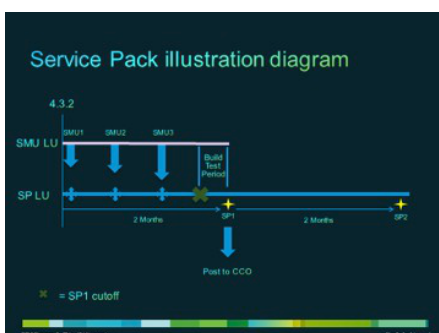 Service Pack illustration diagram
4.3.2
SMU1 SMU2 SMU3
SMU LU
Build
Test
Period
SP LU
2 Months SP1 2 Months SP2
Post to CCO
= SP1 cutoff